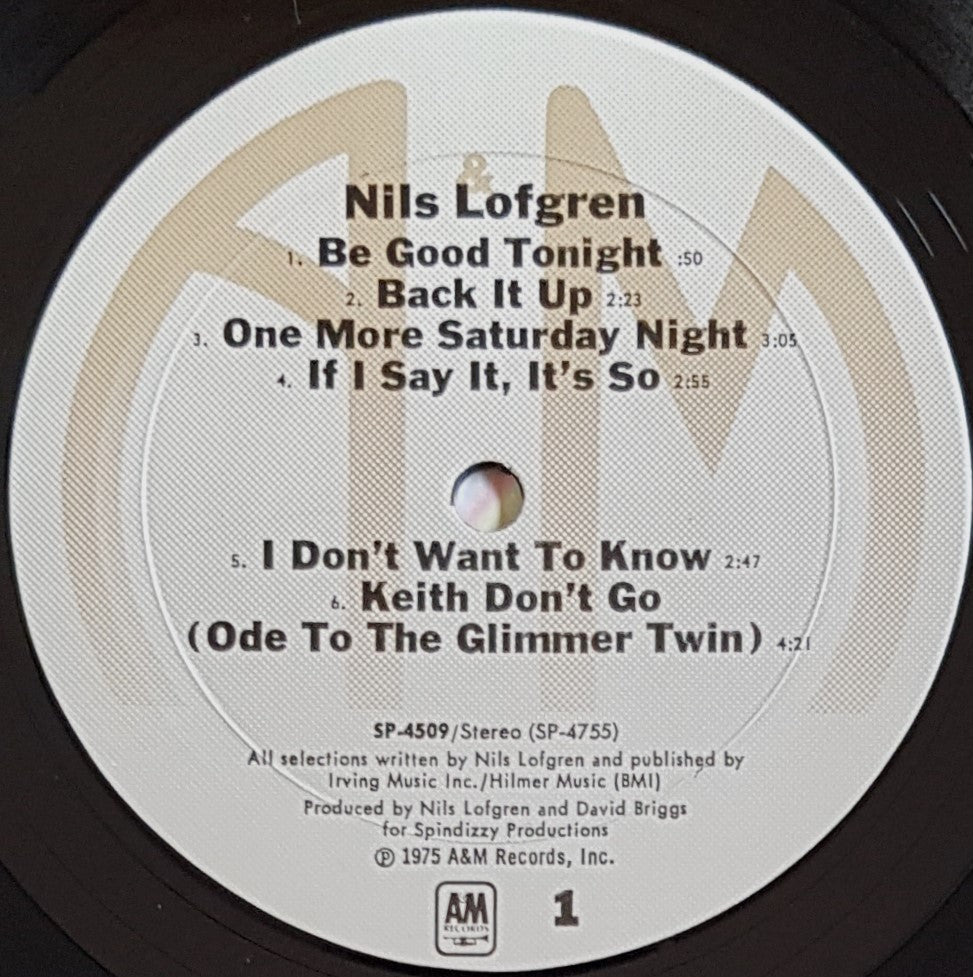 &
Nils Lofgren
1. Be Good Tonight :50
2. Back It Up 2:23
3. One More Saturday Night 3:05
4. If I Say It, It's So 2:55
5. I Don't Want To Know 2:47
6. Keith Don't Go
(Ode To The Glimmer Twin) 4:21
SP-4509/Stereo (SP-4755)
All selections written by Nils Lofgren and published by
Irving Music Inc./Hilmer Music (BMI)
Produced by Nils Lofgren and David Briggs
for Spindizzy Productions
℗ 1975 A&M Records, Inc.
AM 1
RECORDS